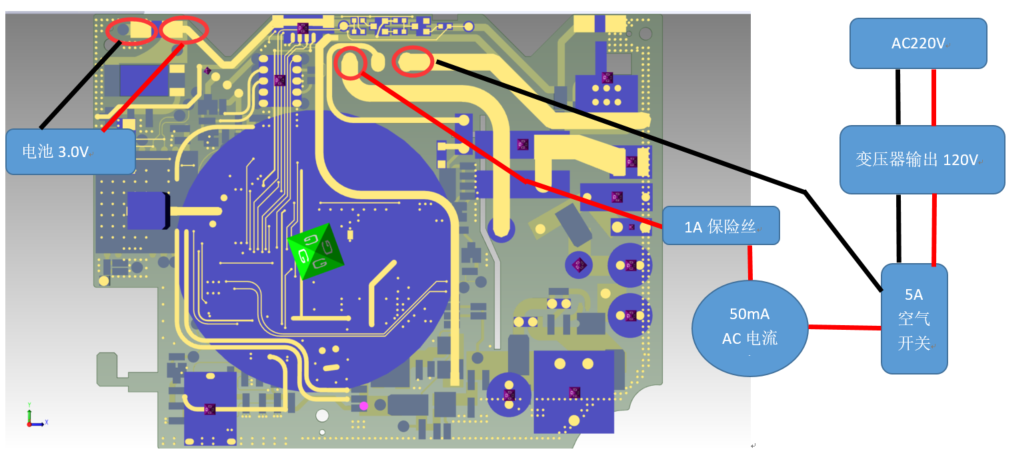 AC220V
电池 3.0V
变压器输出 120V
1A 保险丝
5A
空气
开关
50mA
AC 电流